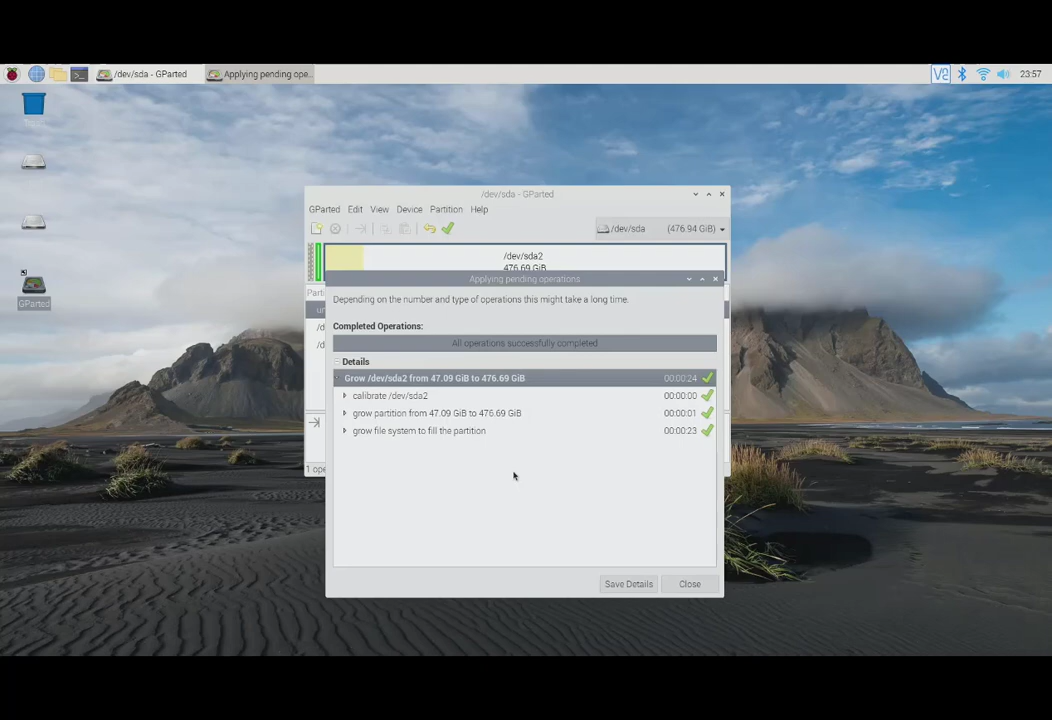 /dev/sda - GParted
Applying pending ope...
V2
23:57
/dev/sda - GParted
GParted Edit View Device Partition Help
/dev/sda (476.94 GiB)
/dev/sda2
476.69 GiB
Applying pending operations
Depending on the number and type of operations this might take a long time.
Completed Operations:
All operations successfully completed
Details
Grow /dev/sda2 from 47.09 GiB to 476.69 GiB 00:00:24
calibrate /dev/sda2 00:00:00
grow partition from 47.09 GiB to 476.69 GiB 00:00:01
grow file system to fill the partition 00:00:23
Save Details Close
Parti
un
/d
/d
1 ope
GParted